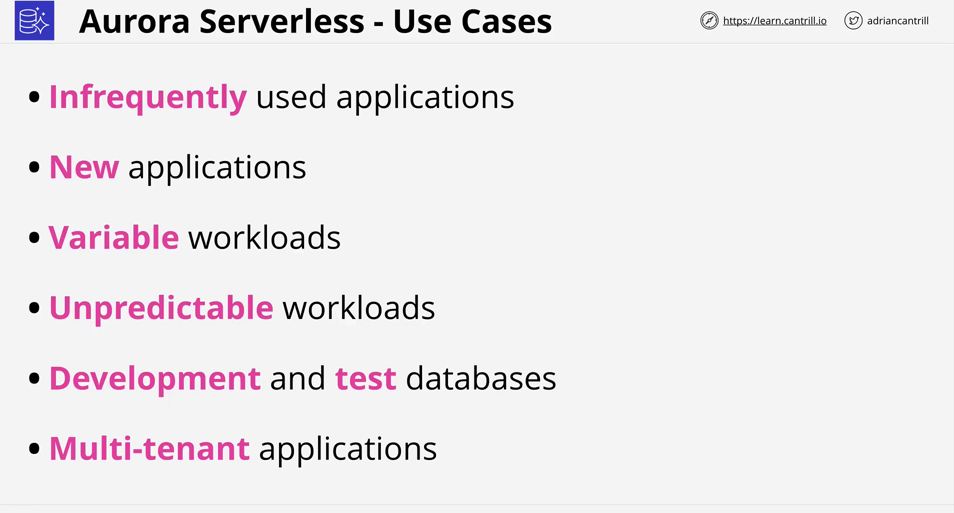 Aurora Serverless - Use Cases
https://learn.cantrill.io
adriancantrill
• Infrequently used applications
• New applications
• Variable workloads
• Unpredictable workloads
• Development and test databases
• Multi-tenant applications